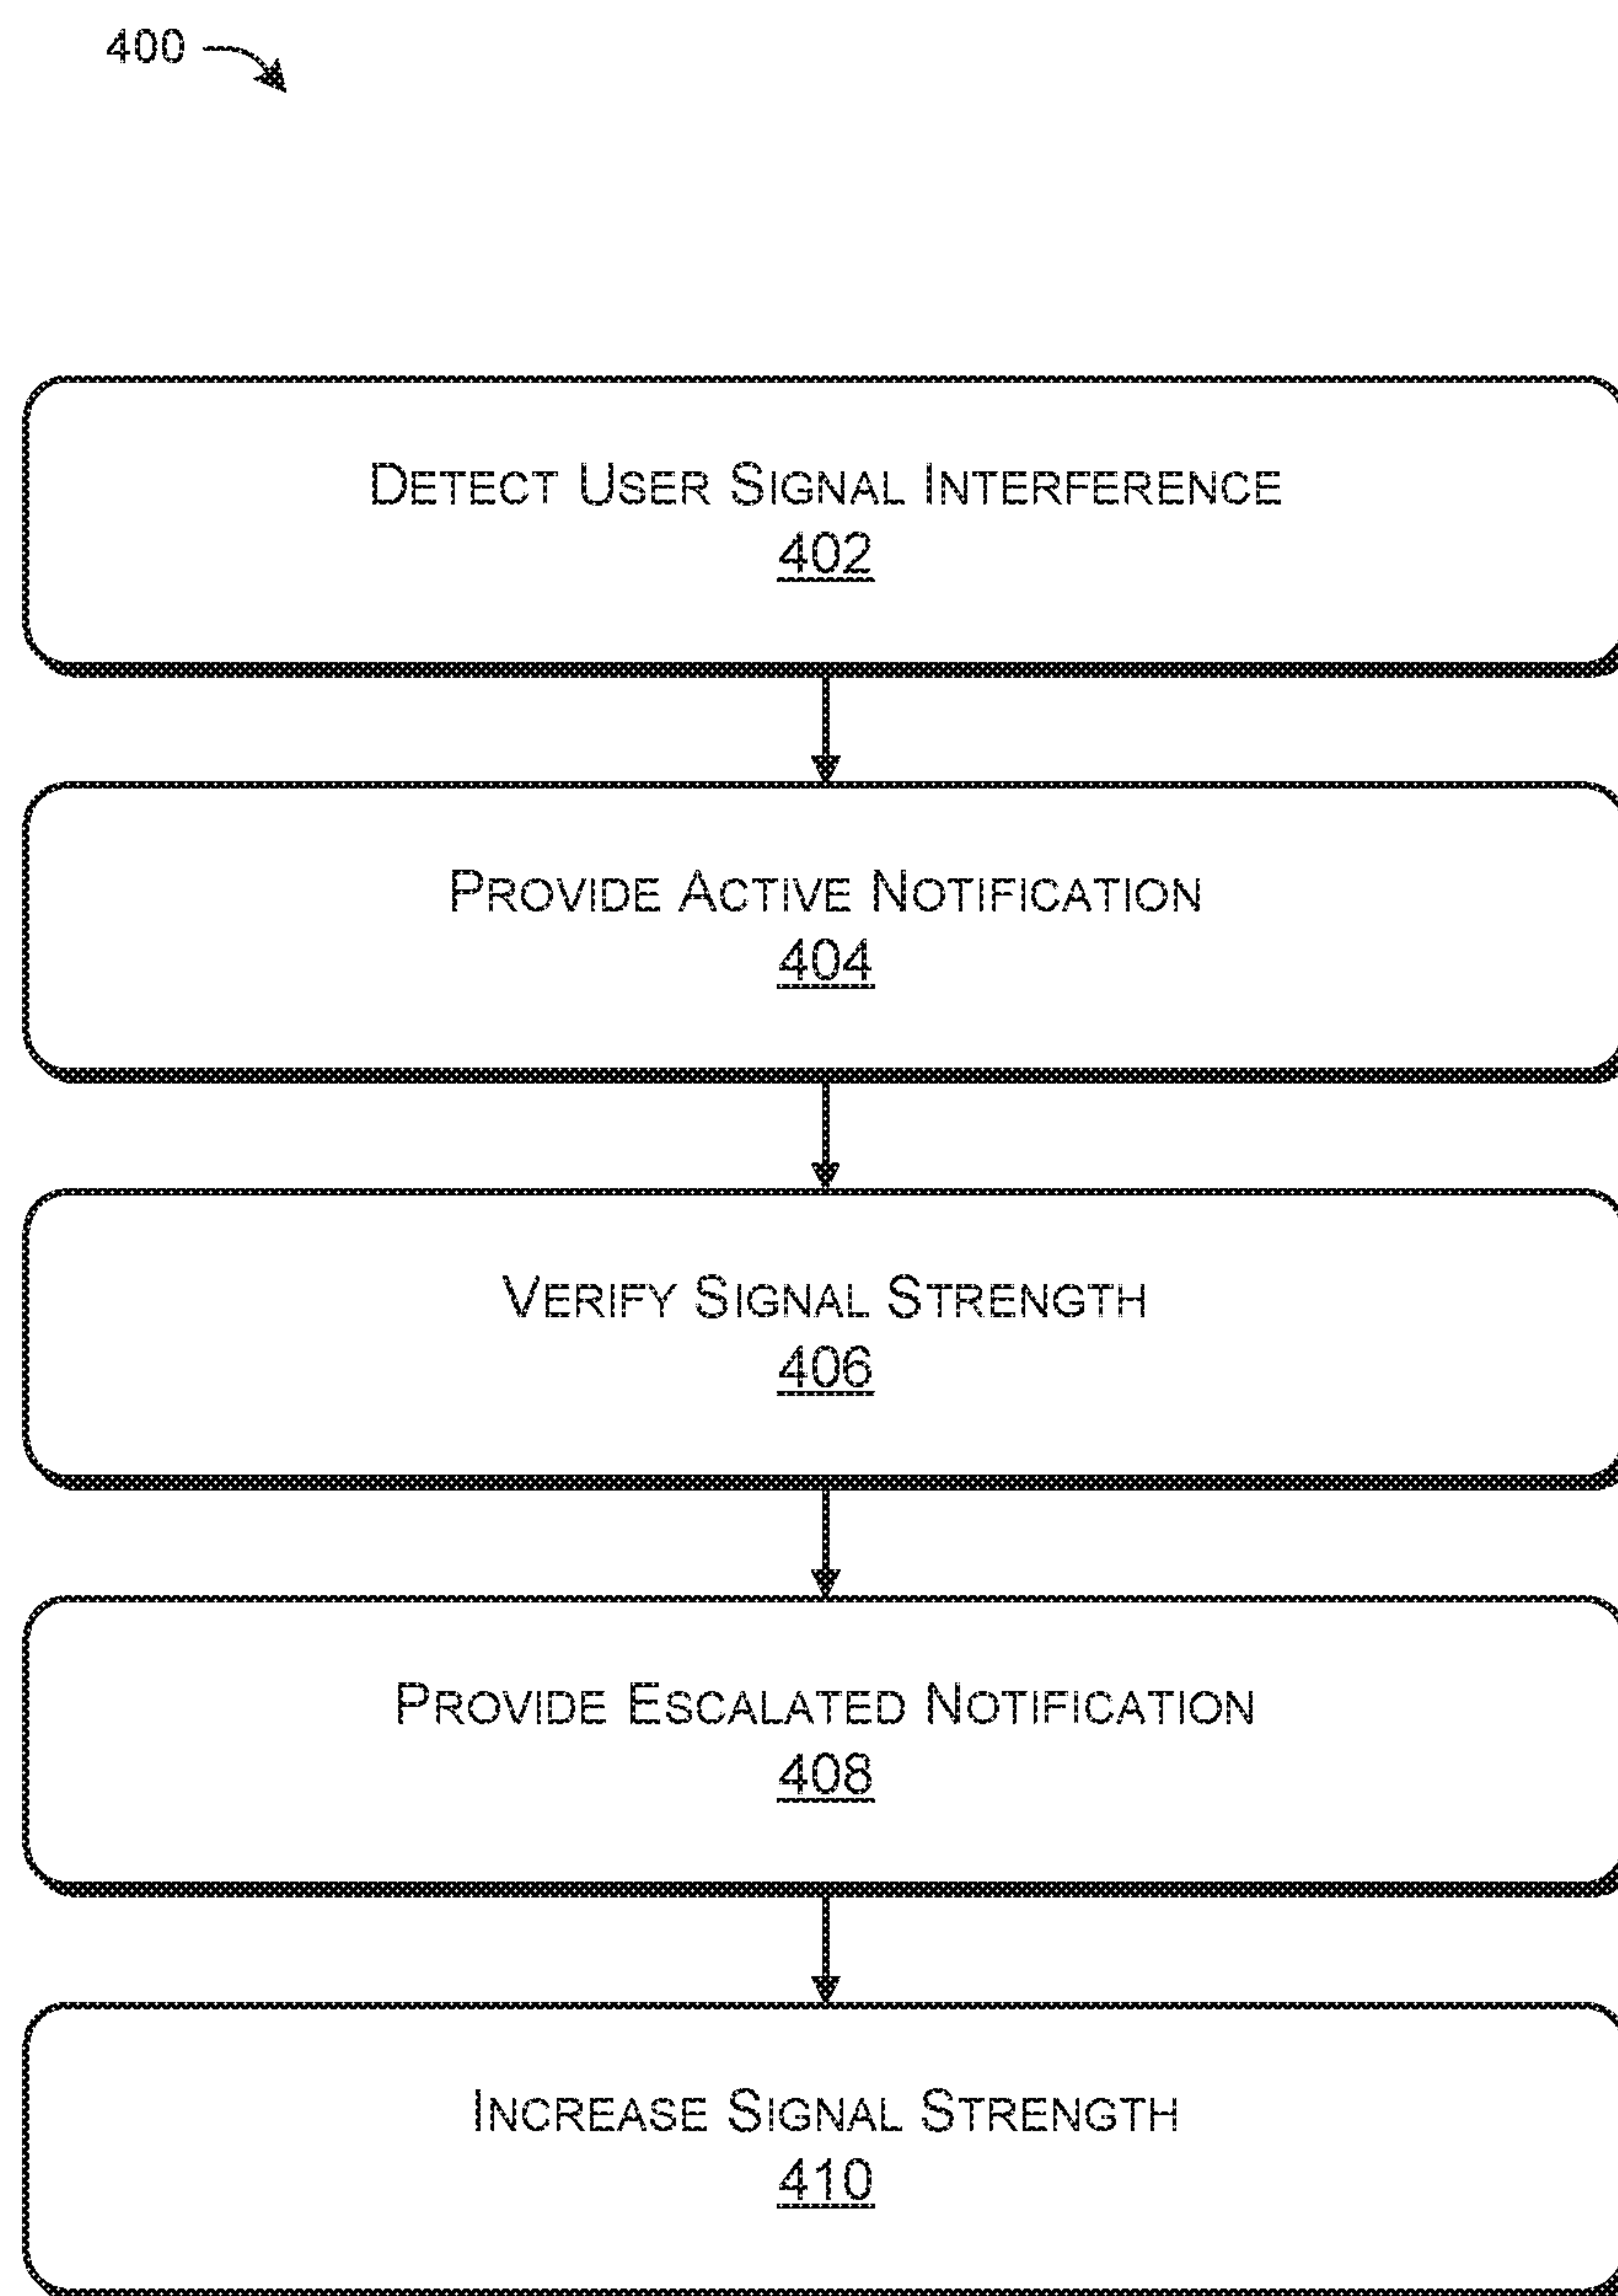 400
DETECT USER SIGNAL INTERFERENCE
402
PROVIDE ACTIVE NOTIFICATION
404
VERIFY SIGNAL STRENGTH
406
PROVIDE ESCALATED NOTIFICATION
408
INCREASE SIGNAL STRENGTH
410